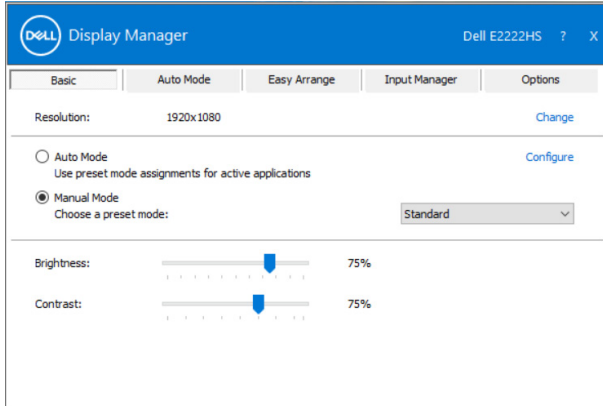 DELL Display Manager Dell E2222HS ? X
Basic Auto Mode Easy Arrange Input Manager Options
Resolution: 1920x1080 Change
Auto Mode Configure
Use preset mode assignments for active applications
Manual Mode
Choose a preset mode: Standard
Brightness: 75%
Contrast: 75%